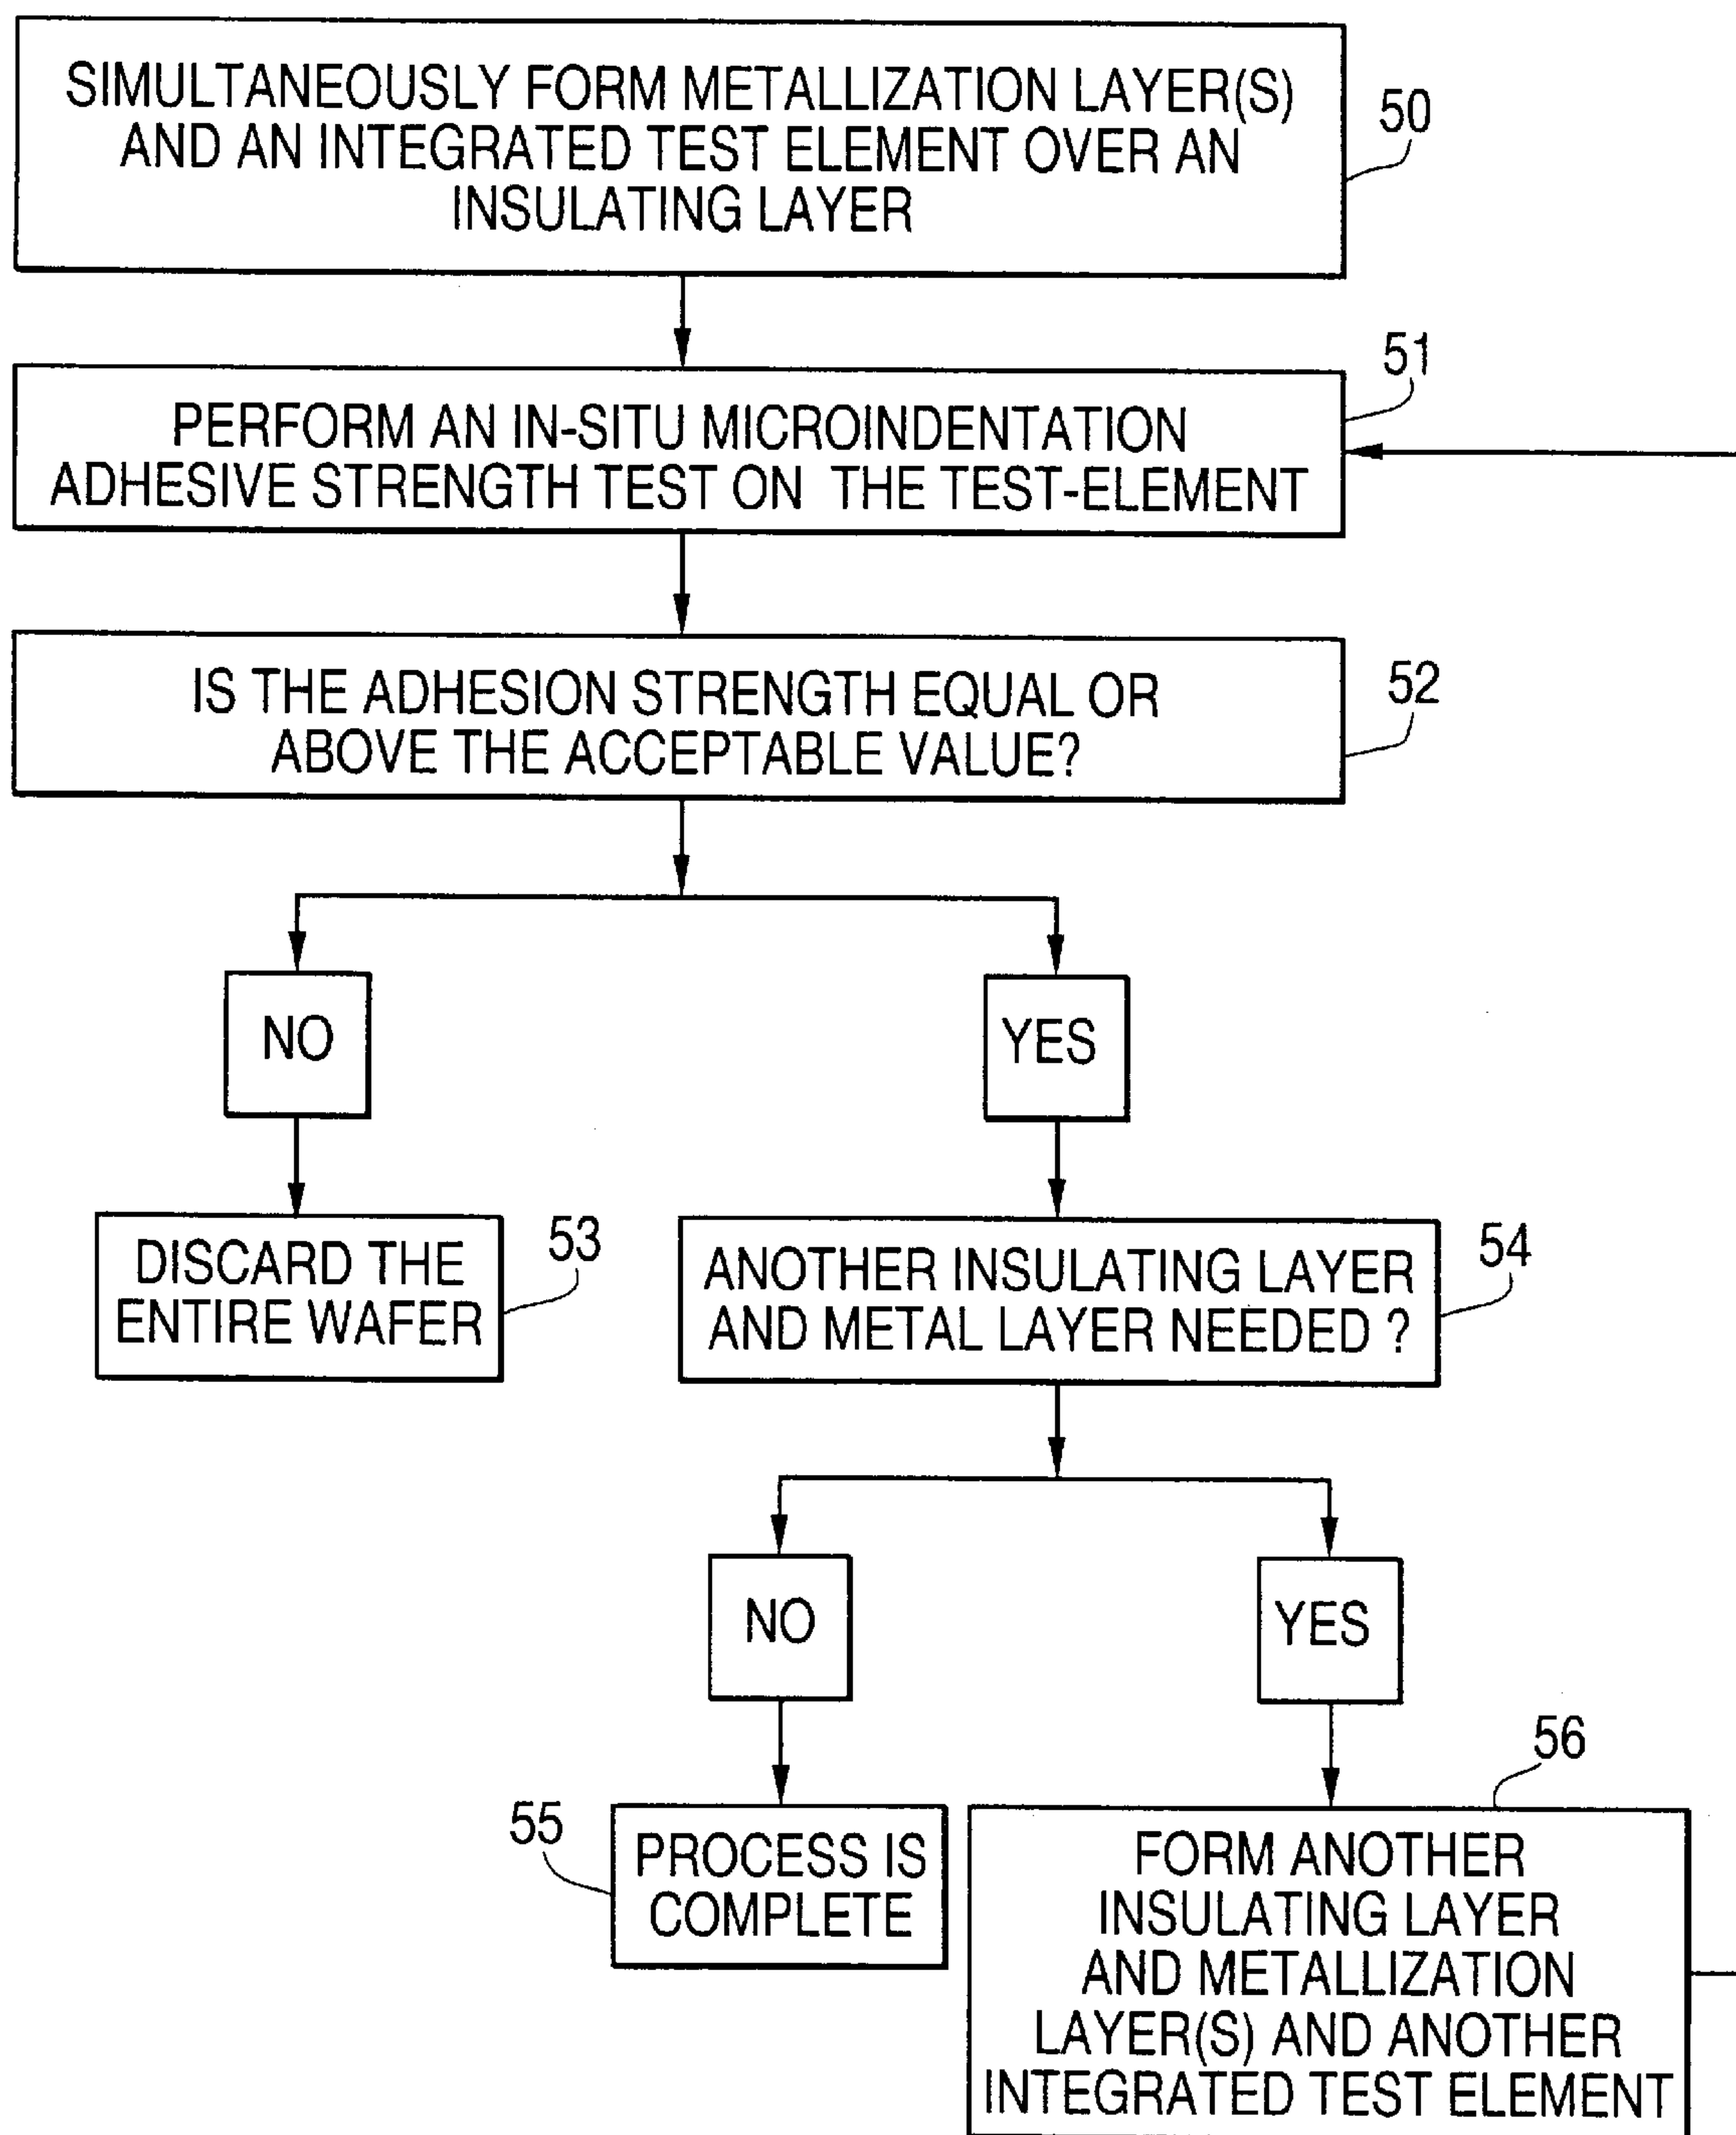 SIMULTANEOUSLY FORM METALLIZATION LAYER(S)
AND AN INTEGRATED TEST ELEMENT OVER AN
INSULATING LAYER
50
51
PERFORM AN IN-SITU MICROINDENTATION
ADHESIVE STRENGTH TEST ON THE TEST-ELEMENT
52
IS THE ADHESION STRENGTH EQUAL OR
ABOVE THE ACCEPTABLE VALUE?
NO
YES
DISCARD THE
ENTIRE WAFER
53
ANOTHER INSULATING LAYER
AND METAL LAYER NEEDED ?
54
NO
YES
55
PROCESS IS
COMPLETE
56
FORM ANOTHER
INSULATING LAYER
AND METALLIZATION
LAYER(S) AND ANOTHER
INTEGRATED TEST ELEMENT